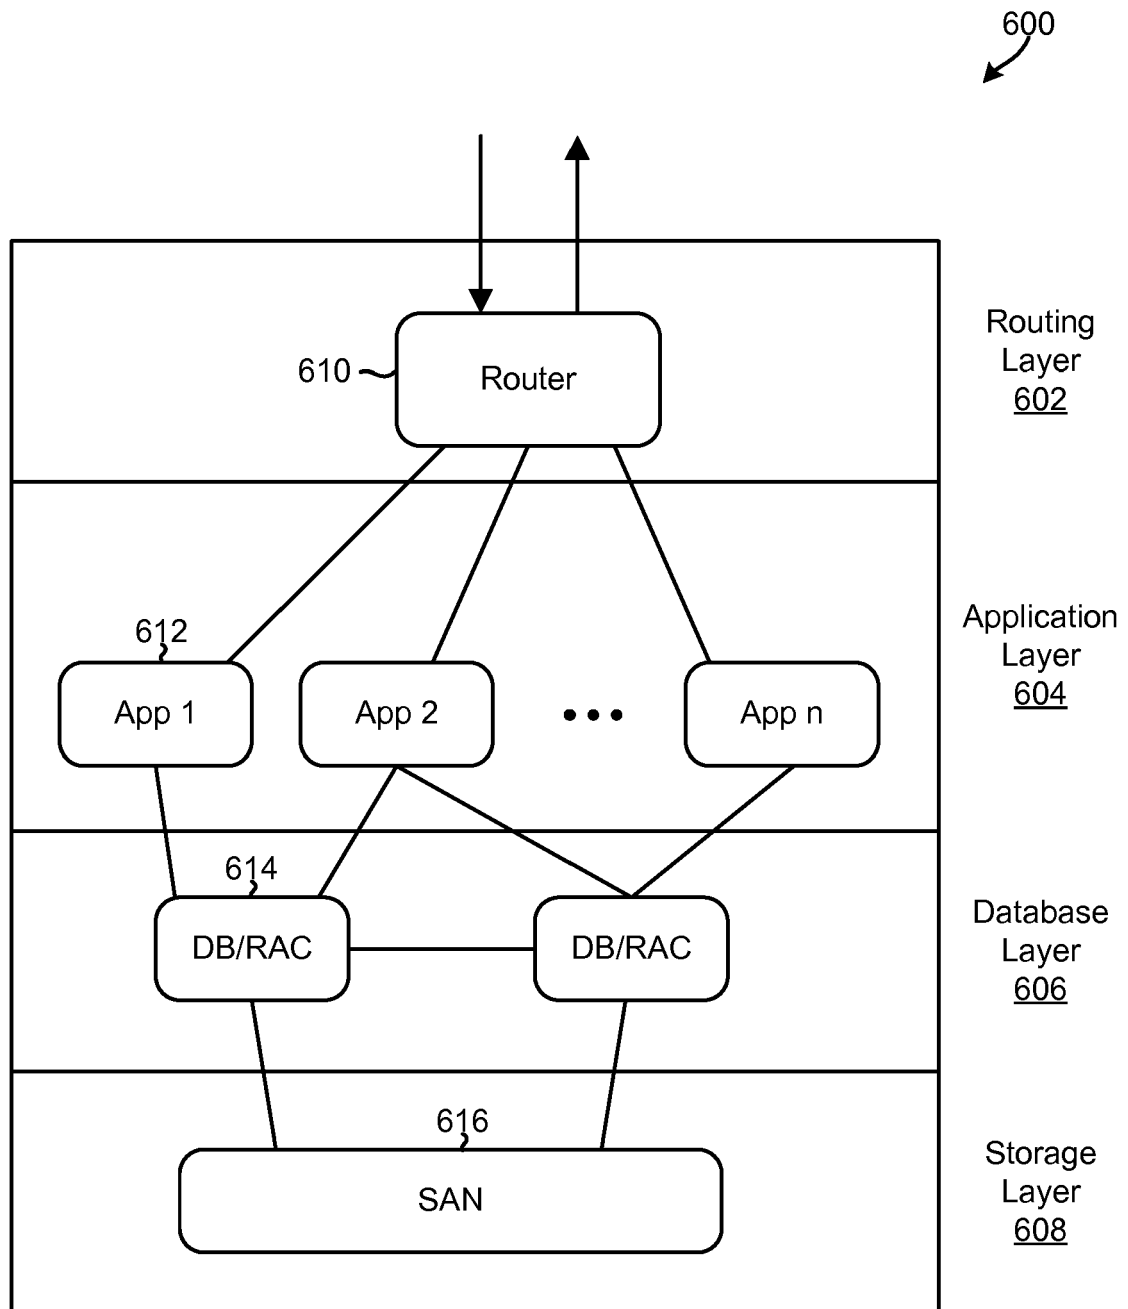 600
Routing
Layer
602
610
Router
Application
Layer
604
612
App 1
App 2
•••
App n
Database
Layer
606
614
DB/RAC
DB/RAC
Storage
Layer
608
616
SAN